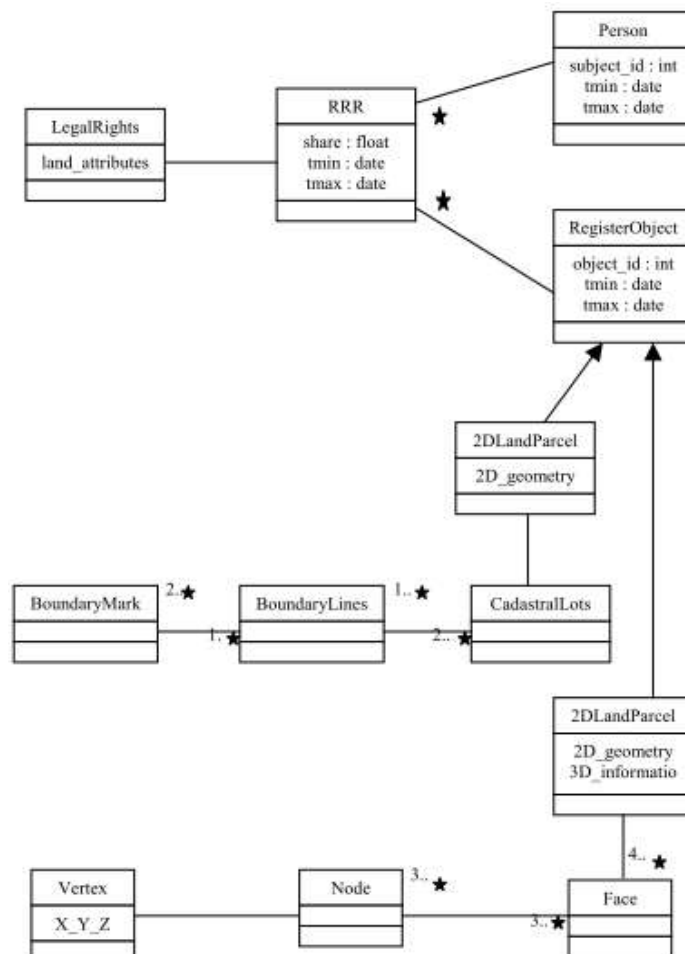 Person
subject_id : int
tmin : date
tmax : date
RRR
share : float
tmin : date
tmax : date
LegalRights
land_attributes
★
★
RegisterObject
object_id : int
tmin : date
tmax : date
2DLandParcel
2D_geometry
BoundaryMark
2..★
1..★
BoundaryLines
1..★
2..★
CadastralLots
2DLandParcel
2D_geometry
3D_informatio
4..★
Vertex
X_Y_Z
Node
3..★
3..★
Face